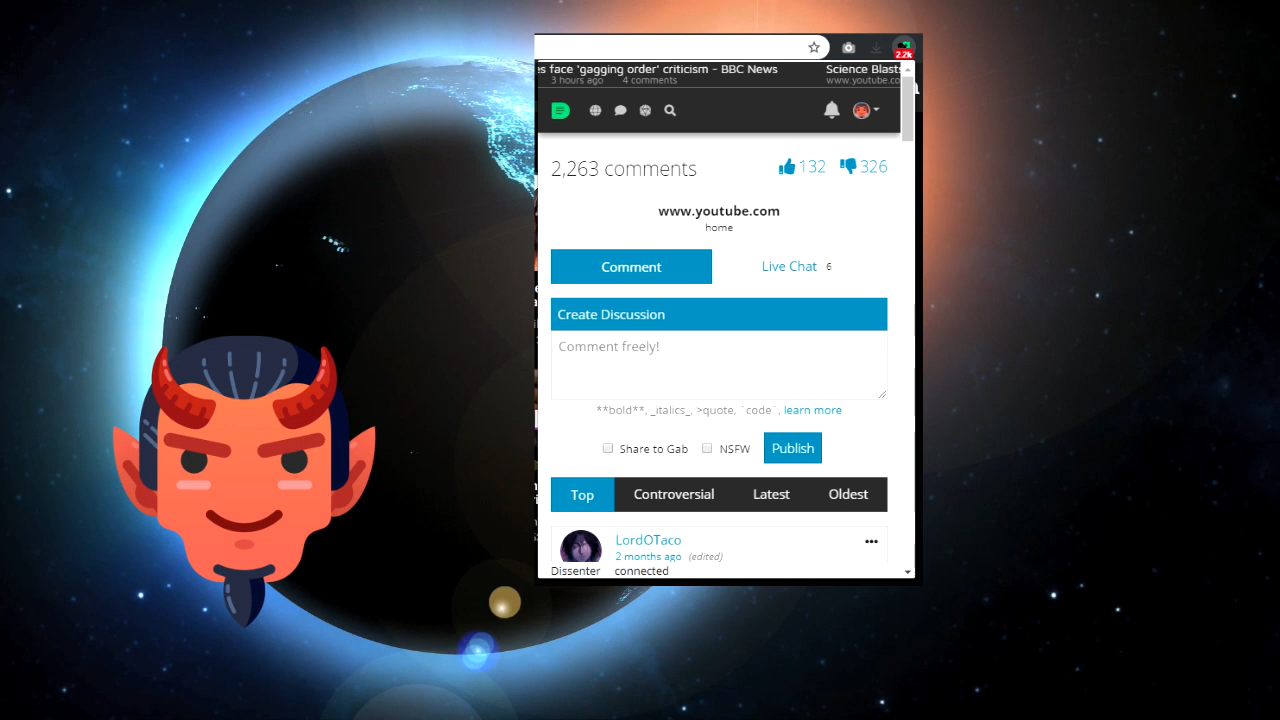 2.2k
es face 'gagging order' criticism – BBC News Science Blasts
3 hours ago 4 comments www.youtube.co
2,263 comments 132 326
www.youtube.com
home
Comment Live Chat 6
Create Discussion
Comment freely!
**bold**, _italics_, >quote, `code`, learn more
Share to Gab NSFW Publish
Top Controversial Latest Oldest
LordOTaco
2 months ago (edited)
Dissenter connected